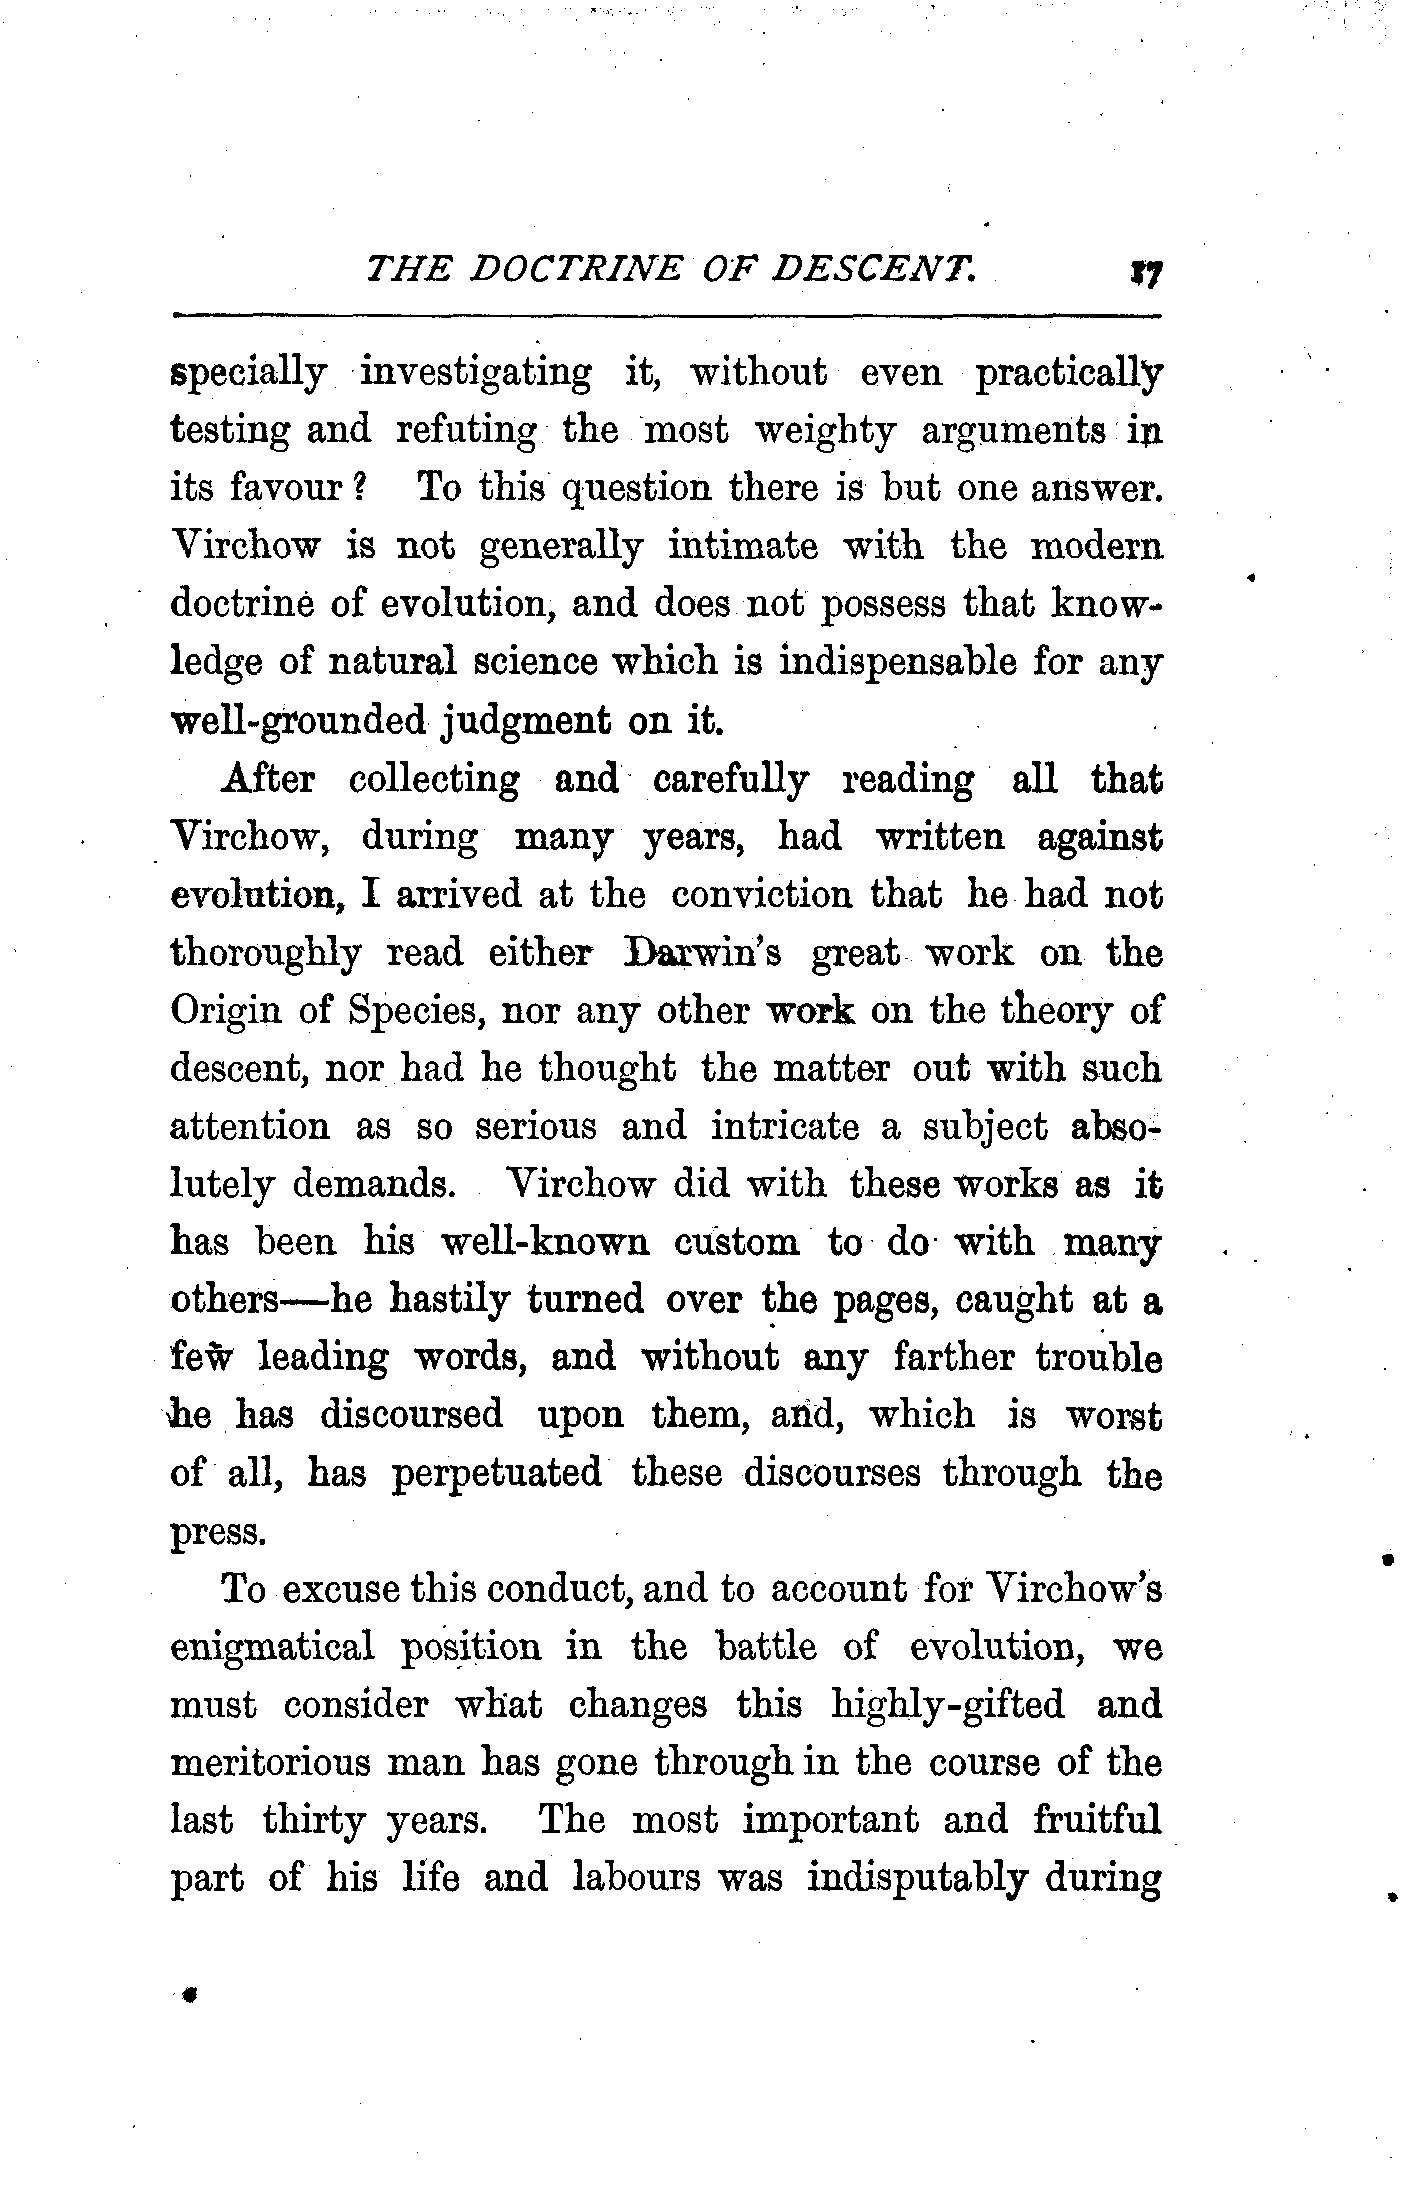 THE DOCTRINE OF DESCENT. 17
specially investigating it, without even practically
testing and refuting the most weighty arguments in
its favour? To this question there is but one answer.
Virchow is not generally intimate with the modern
doctrine of evolution, and does not possess that know-
ledge of natural science which is indispensable for any
well-grounded judgment on it.
After collecting and carefully reading all that
Virchow, during many years, had written against
evolution, I arrived at the conviction that he had not
thoroughly read either Darwin's great work on the
Origin of Species, nor any other work on the theory of
descent, nor had he thought the matter out with such
attention as so serious and intricate a subject abso-
lutely demands. Virchow did with these works as it
has been his well-known custom to do with many
others—he hastily turned over the pages, caught at a
few leading words, and without any farther trouble
he has discoursed upon them, and, which is worst
of all, has perpetuated these discourses through the
press.
To excuse this conduct, and to account for Virchow's
enigmatical position in the battle of evolution, we
must consider what changes this highly-gifted and
meritorious man has gone through in the course of the
last thirty years. The most important and fruitful
part of his life and labours was indisputably during